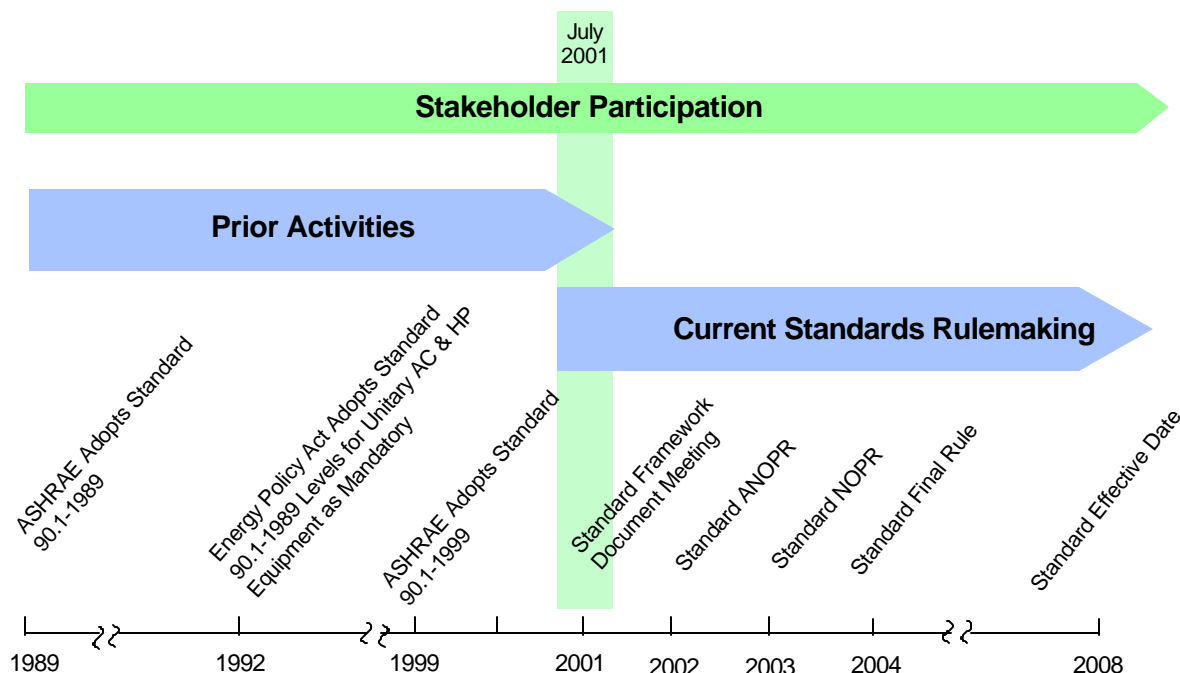 July
2001
Stakeholder Participation
Prior Activities
Current Standards Rulemaking
ASHRAE Adopts Standard
90.1-1989
Energy Policy Act Adopts Standard
90.1-1989 Levels for Unitary AC & HP
Equipment as Mandatory
ASHRAE Adopts Standard
90.1-1999
Standard Framework
Document Meeting
Standard ANOPR
Standard NOPR
Standard Final Rule
Standard Effective Date
1989
1992
1999
2001
2002
2003
2004
2008